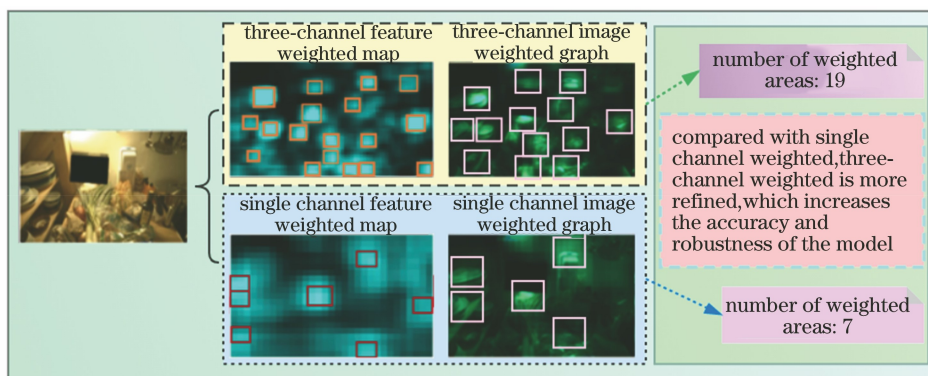 three-channel feature
weighted map
three-channel image
weighted graph
number of weighted
areas: 19
compared with single
channel weighted,three-
channel weighted is more
refined,which increases
the accuracy and
robustness of the model
single channel feature
weighted map
single channel image
weighted graph
number of weighted
areas: 7